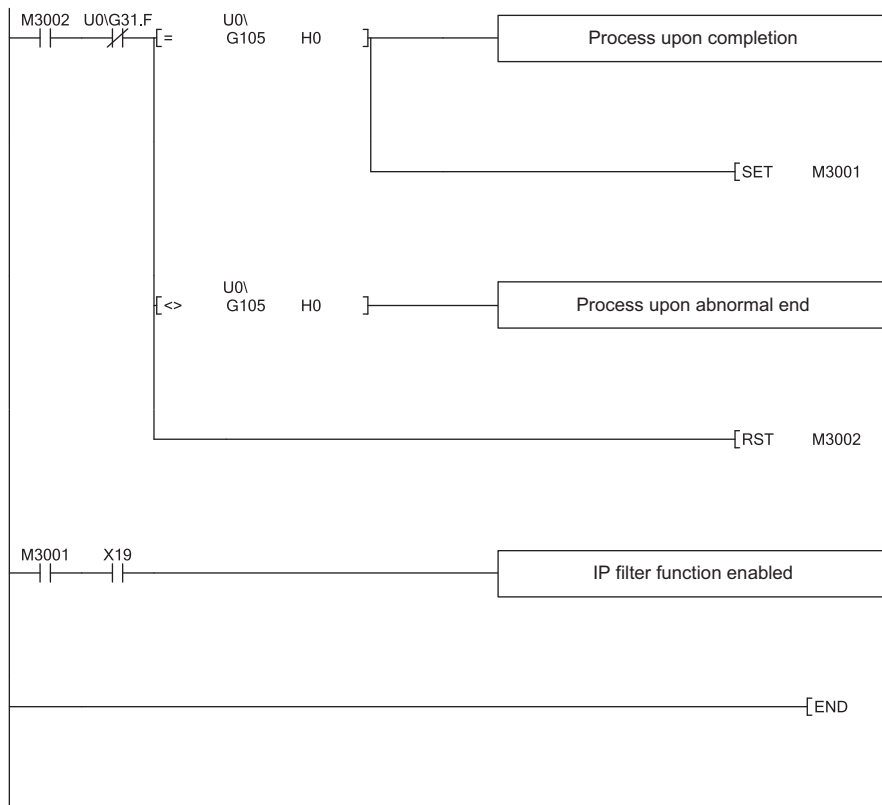 M3002 U0\G31.F U0\
[= G105 H0 ] Process upon completion
[SET M3001
U0\
[<> G105 H0 ] Process upon abnormal end
[RST M3002
M3001 X19
IP filter function enabled
[END